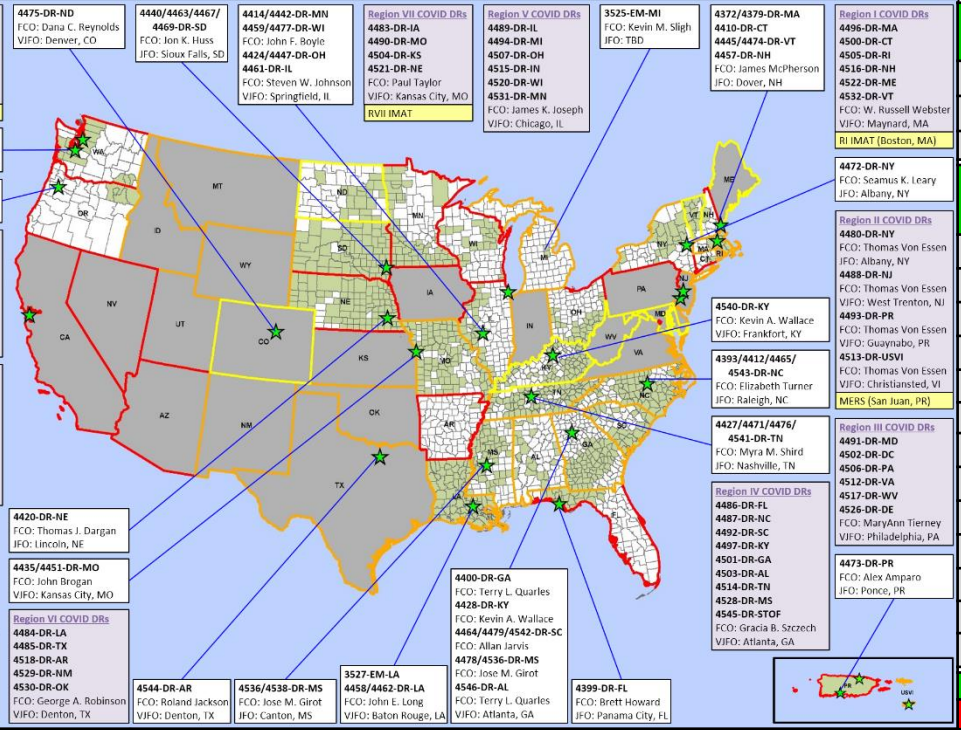 4475-DR-ND
FCO: Dana C. Reynolds
VJFO: Denver, CO
4440/4463/4467/
4469-DR-SD
FCO: Jon K. Huss
JFO: Sioux Falls, SD
4414/4442-DR-MN
4459/4477-DR-WI
FCO: John F. Boyle
4424/4447-DR-OH
4461-DR-IL
FCO: Steven W. Johnson
VJFO: Springfield, IL
Region VII COVID DRs
4483-DR-IA
4490-DR-MO
4504-DR-KS
4521-DR-NE
FCO: Paul Taylor
VJFO: Kansas City, MO
RVII IMAT
Region V COVID DRs
4489-DR-IL
4494-DR-MI
4507-DR-OH
4515-DR-IN
4520-DR-WI
4531-DR-MN
FCO: James K. Joseph
VJFO: Chicago, IL
3525-EM-MI
FCO: Kevin M. Sligh
JFO: TBD
4372/4379-DR-MA
4410-DR-CT
4445/4474-DR-VT
4457-DR-NH
FCO: James McPherson
JFO: Dover, NH
Region I COVID DRs
4496-DR-MA
4500-DR-CT
4505-DR-RI
4516-DR-NH
4522-DR-ME
4532-DR-VT
FCO: W. Russell Webster
VJFO: Maynard, MA
RI IMAT (Boston, MA)
4472-DR-NY
FCO: Seamus K. Leary
JFO: Albany, NY
Region II COVID DRs
4480-DR-NY
FCO: Thomas Von Essen
JFO: Albany, NY
4488-DR-NJ
FCO: Thomas Von Essen
VJFO: West Trenton, NJ
4493-DR-PR
FCO: Thomas Von Essen
VJFO: Guaynabo, PR
4513-DR-USVI
FCO: Thomas Von Essen
VJFO: Christiansted, VI
MERS (San Juan, PR)
WA
MT
ND
MN
ME
OR
ID
SD
WI
MI
NY
VT
NH
MA
CT
RI
WY
NE
IA
PA
NJ
NV
UT
CO
KS
MO
IN
OH
WV
MD
VA
CA
KY
AZ
NM
OK
AR
TN
NC
SC
TX
LA
MS
AL
GA
FL
4540-DR-KY
FCO: Kevin A. Wallace
VJFO: Frankfort, KY
4393/4412/4465/
4543-DR-NC
FCO: Elizabeth Turner
JFO: Raleigh, NC
4427/4471/4476/
4541-DR-TN
FCO: Myra M. Shird
JFO: Nashville, TN
Region III COVID DRs
4491-DR-MD
4502-DR-DC
4506-DR-PA
4512-DR-VA
4517-DR-WV
4526-DR-DE
FCO: MaryAnn Tierney
VJFO: Philadelphia, PA
Region IV COVID DRs
4486-DR-FL
4487-DR-NC
4492-DR-SC
4497-DR-KY
4501-DR-GA
4503-DR-AL
4514-DR-TN
4528-DR-MS
4545-DR-STOF
FCO: Gracia B. Szczech
VJFO: Atlanta, GA
4420-DR-NE
FCO: Thomas J. Dargan
JFO: Lincoln, NE
4435/4451-DR-MO
FCO: John Brogan
VJFO: Kansas City, MO
Region VI COVID DRs
4484-DR-LA
4485-DR-TX
4518-DR-AR
4529-DR-NM
4530-DR-OK
FCO: George A. Robinson
VJFO: Denton, TX
4544-DR-AR
FCO: Roland Jackson
VJFO: Denton, TX
4536/4538-DR-MS
FCO: Jose M. Girot
JFO: Canton, MS
3527-EM-LA
4458/4462-DR-LA
FCO: John E. Long
VJFO: Baton Rouge, LA
4400-DR-GA
FCO: Terry L. Quarles
4428-DR-KY
FCO: Kevin A. Wallace
4464/4479/4542-DR-SC
FCO: Allan Jarvis
4478/4536-DR-MS
FCO: Jose M. Girot
4546-DR-AL
FCO: Terry L. Quarles
VJFO: Atlanta, GA
4399-DR-FL
FCO: Brett Howard
JFO: Panama City, FL
4473-DR-PR
FCO: Alex Amparo
JFO: Ponce, PR
PR
USVI